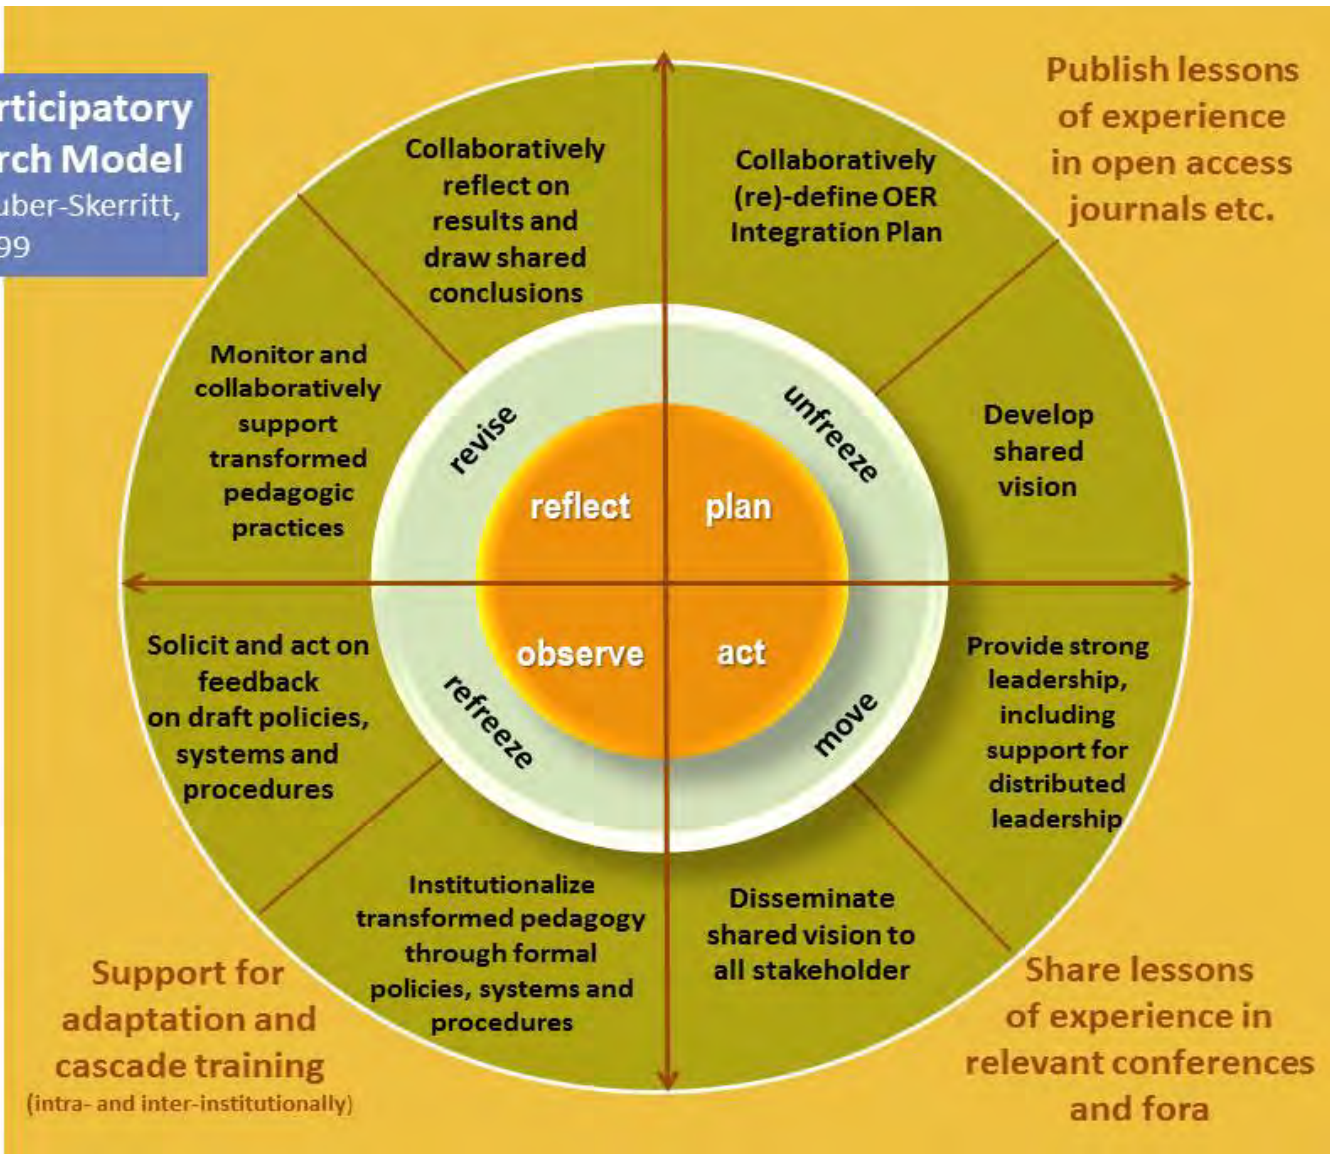 rticipatory
rch Model
uber-Skerritt,
99
Publish lessons
of experience
in open access
journals etc.
Collaboratively
reflect on
results and
draw shared
conclusions
Collaboratively
(re)-define OER
Integration Plan
Monitor and
collaboratively
support
transformed
pedagogic
practices
Develop
shared
vision
revise
unfreeze
reflect
plan
observe
act
refreeze
move
Solicit and act on
feedback
on draft policies,
systems and
procedures
Provide strong
leadership,
including
support for
distributed
leadership
Institutionalize
transformed pedagogy
through formal
policies, systems and
procedures
Disseminate
shared vision to
all stakeholder
Support for
adaptation and
cascade training
(intra- and inter-institutionally)
Share lessons
of experience in
relevant conferences
and fora